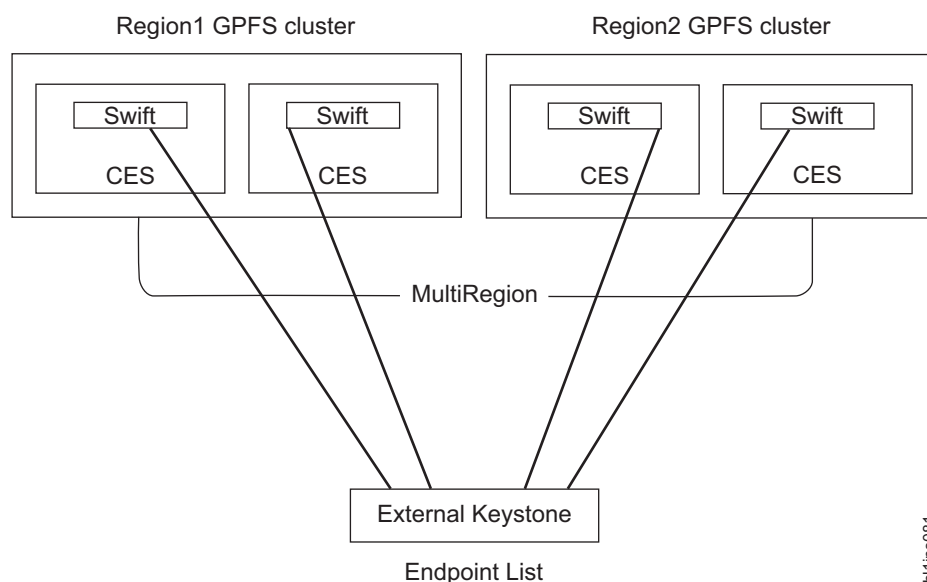 Region1 GPFS cluster
Region2 GPFS cluster
Swift
Swift
Swift
Swift
CES
CES
CES
CES
MultiRegion
External Keystone
Endpoint List